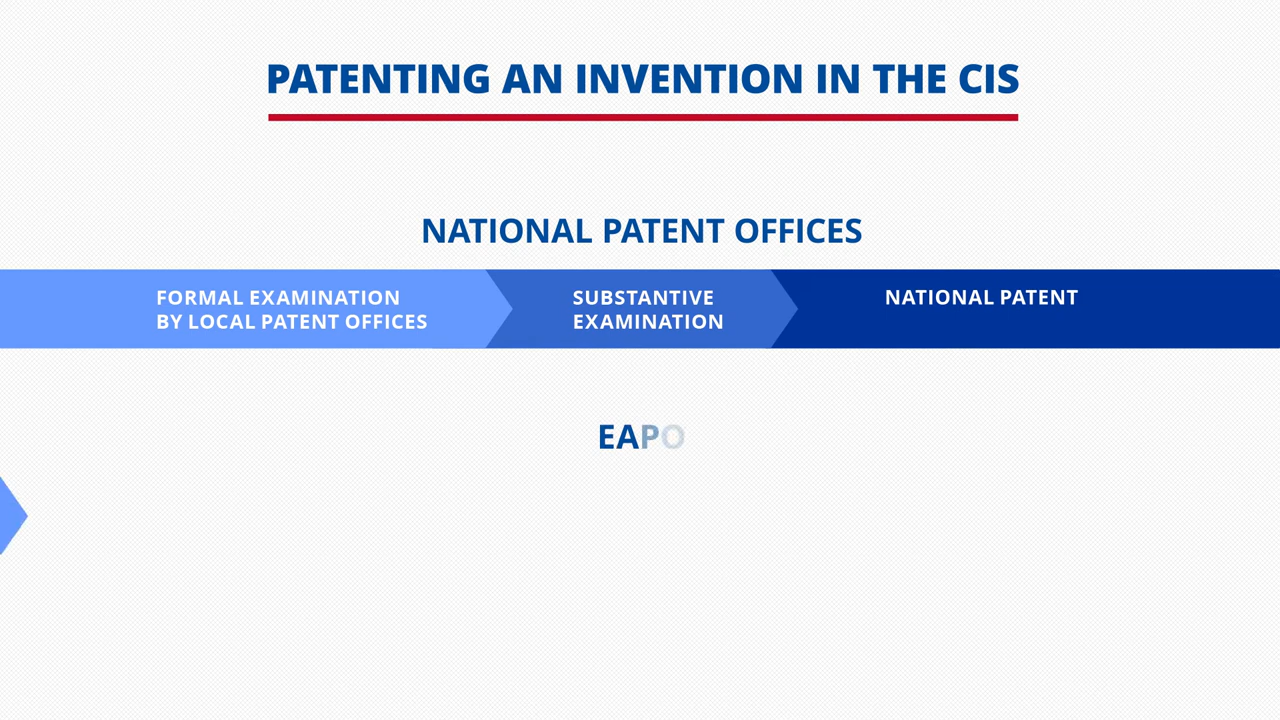 PATENTING AN INVENTION IN THE CIS
NATIONAL PATENT OFFICES
FORMAL EXAMINATION
BY LOCAL PATENT OFFICES
SUBSTANTIVE
EXAMINATION
NATIONAL PATENT
EAPO